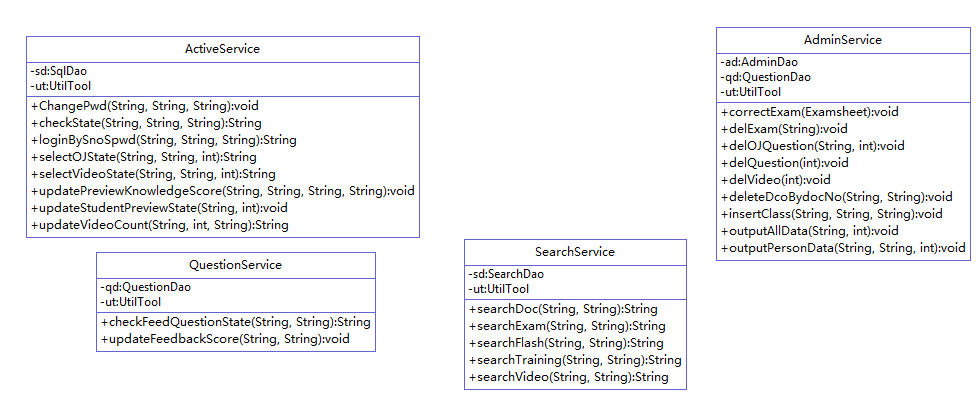 ActiveService
-sd:SqlDao
-ut:UtilTool
+ChangePwd(String, String, String):void
+checkState(String, String, String):String
+loginBySnoSpwd(String, String, String):String
+selectOJState(String, String, int):String
+selectVideoState(String, String, int):String
+updatePreviewKnowledgeScore(String, String, String, String):void
+updateStudentPreviewState(String, int):void
+updateVideoCount(String, int, String):String
AdminService
-ad:AdminDao
-qd:QuestionDao
-ut:UtilTool
+correctExam(Examsheet):void
+delExam(String):void
+delOJQuestion(String, int):void
+delQuestion(int):void
+delVideo(int):void
+deleteDcoBydocNo(String, String):void
+insertClass(String, String, String):void
+outputAllData(String, int):void
+outputPersonData(String, String, int):void
QuestionService
-qd:QuestionDao
-ut:UtilTool
+checkFeedQuestionState(String, String):String
+updateFeedbackScore(String, String):void
SearchService
-sd:SearchDao
-ut:UtilTool
+searchDoc(String, String):String
+searchExam(String, String):String
+searchFlash(String, String):String
+searchTraining(String, String):String
+searchVideo(String, String):String